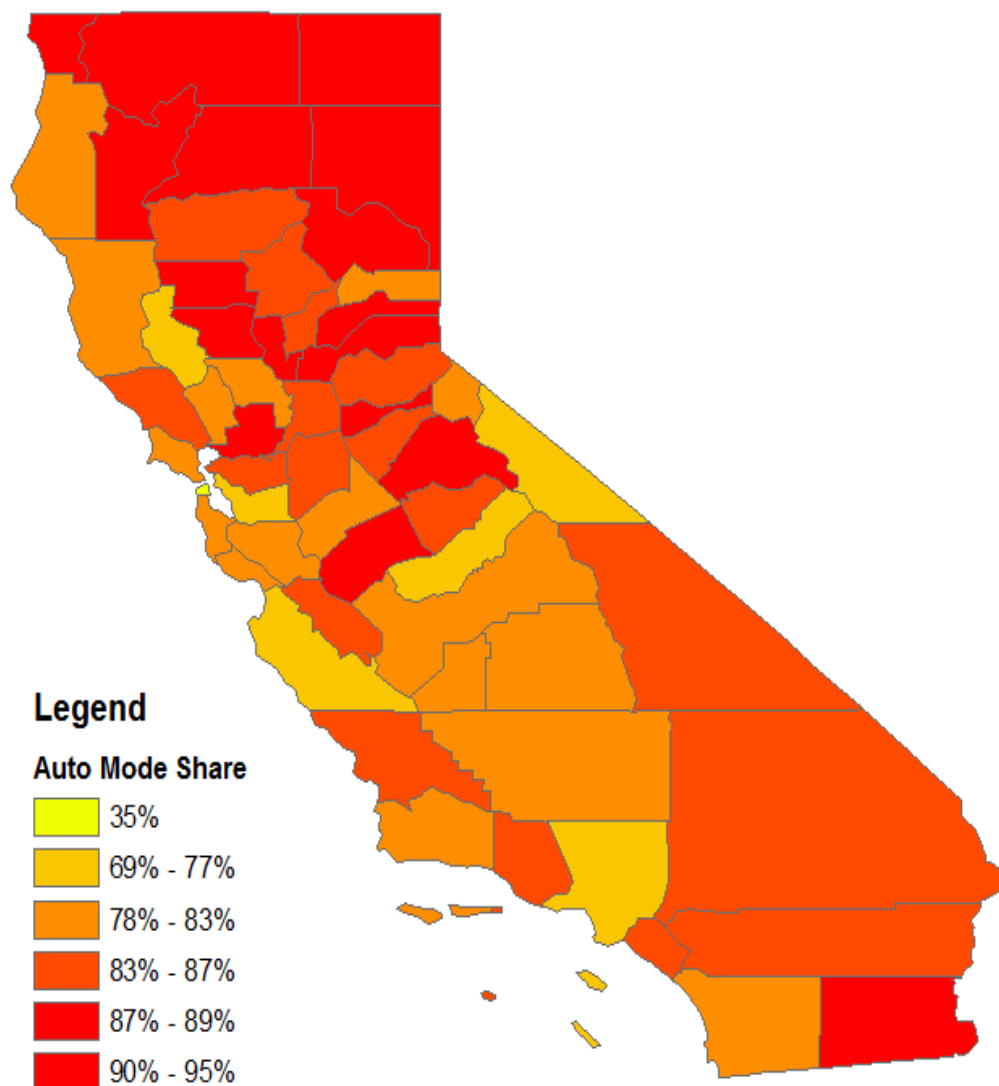 Legend
Auto Mode Share
35%
69% - 77%
78% - 83%
83% - 87%
87% - 89%
90% - 95%